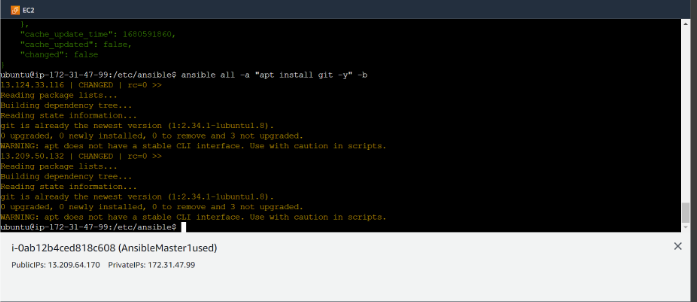 EC2
},
"cache_update_time": 1680591860,
"cache_updated": false,
"changed": false
}
ubuntu@ip-172-31-47-99:/etc/ansible$ ansible all -a "apt install git -y" -b
13.124.33.116 | CHANGED | rc=0 >>
Reading package lists...
Building dependency tree...
Reading state information...
git is already the newest version (1:2.34.1-1ubuntu1.8).
0 upgraded, 0 newly installed, 0 to remove and 3 not upgraded.
WARNING: apt does not have a stable CLI interface. Use with caution in scripts.
13.209.50.132 | CHANGED | rc=0 >>
Reading package lists...
Building dependency tree...
Reading state information...
git is already the newest version (1:2.34.1-1ubuntu1.8).
0 upgraded, 0 newly installed, 0 to remove and 3 not upgraded.
WARNING: apt does not have a stable CLI interface. Use with caution in scripts.
ubuntu@ip-172-31-47-99:/etc/ansible$
i-0ab12b4ced818c608 (AnsibleMaster1used)
PublicIPs: 13.209.64.170 PrivateIPs: 172.31.47.99